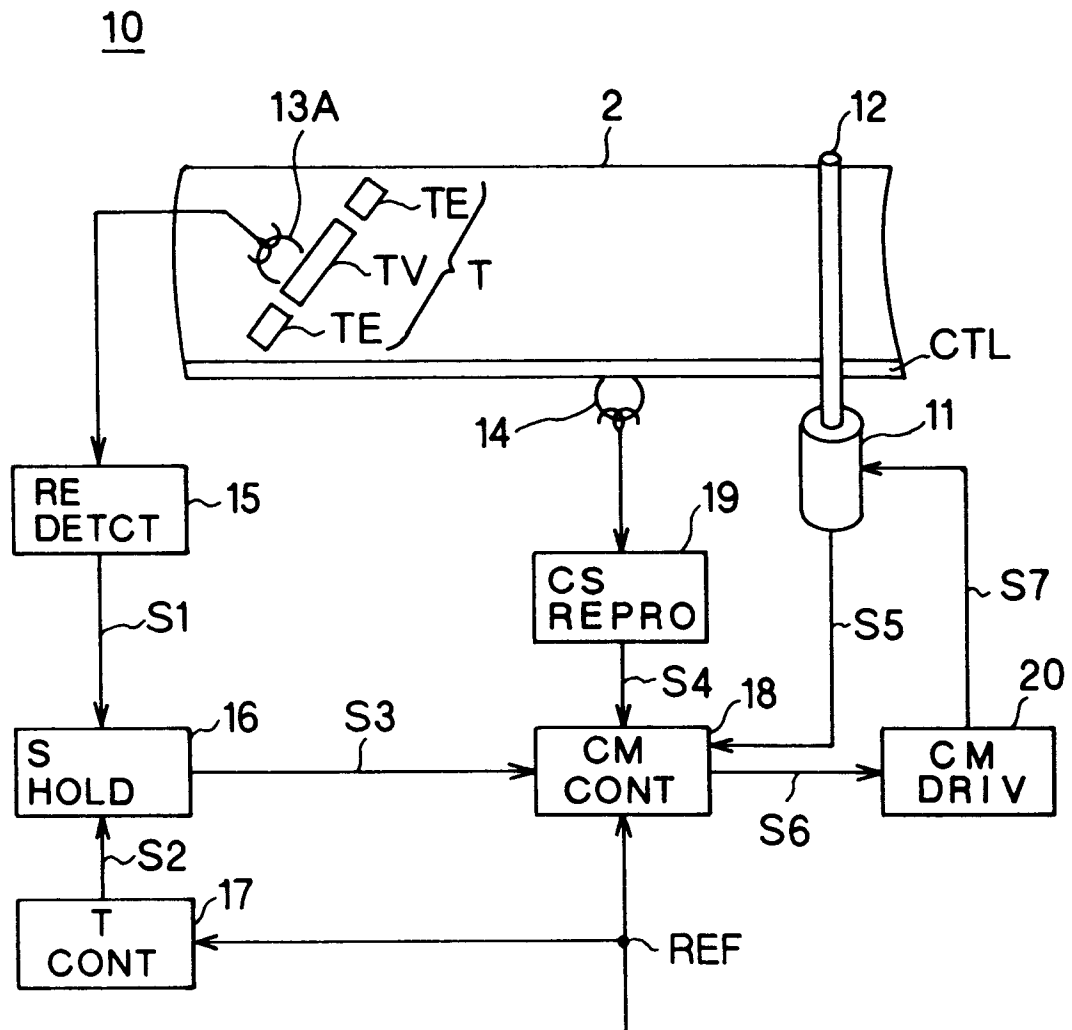 10
13A
2
12
TE
TV
T
TE
CTL
14
11
RE
DETCT
15
19
CS
REPRO
S1
S5
S7
S4
16
S3
18
20
S
HOLD
CM
CONT
CM
DRIV
S6
S2
17
T
CONT
REF